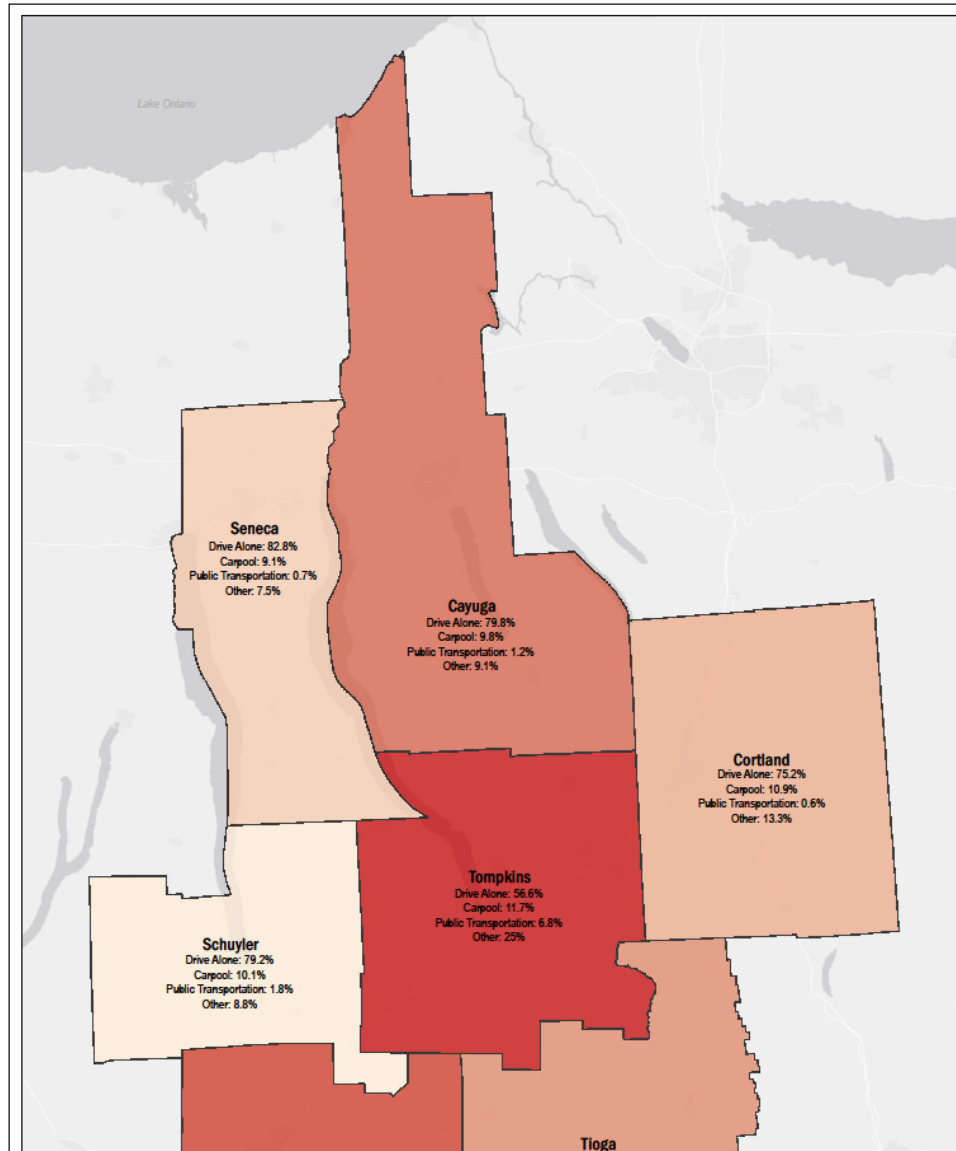 Lake Ontario
Seneca
Drive Alone: 82.8%
Carpool: 9.1%
Public Transportation: 0.7%
Other: 7.5%
Cayuga
Drive Alone: 79.8%
Carpool: 9.8%
Public Transportation: 1.2%
Other: 9.1%
Cortland
Drive Alone: 75.2%
Carpool: 10.9%
Public Transportation: 0.6%
Other: 13.3%
Tompkins
Drive Alone: 56.6%
Carpool: 11.7%
Public Transportation: 6.8%
Other: 25%
Schuyler
Drive Alone: 79.2%
Carpool: 10.1%
Public Transportation: 1.8%
Other: 8.8%
Tioga